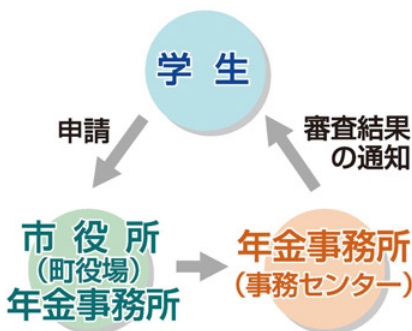 学生
申請
審査結果
の通知
市役所
(町役場)
年金事務所
年金事務所
(事務センター)